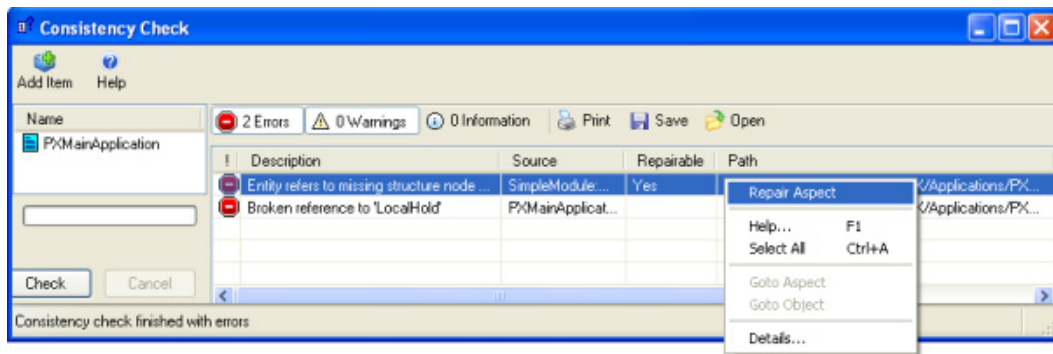 Consistency Check
Add Item Help
Name
PXMainApplication
2 Errors 0 Warnings 0 Information Print Save Open
! Description Source Repairable Path
Entity refers to missing structure node ... SimpleModule:... Yes /Applications/PX...
Broken reference to 'LocalHold' PXMainApplicat... /Applications/PX...
Repair Aspect
Help... F1
Select All Ctrl+A
Goto Aspect
Goto Object
Details...
Check Cancel
Consistency check finished with errors